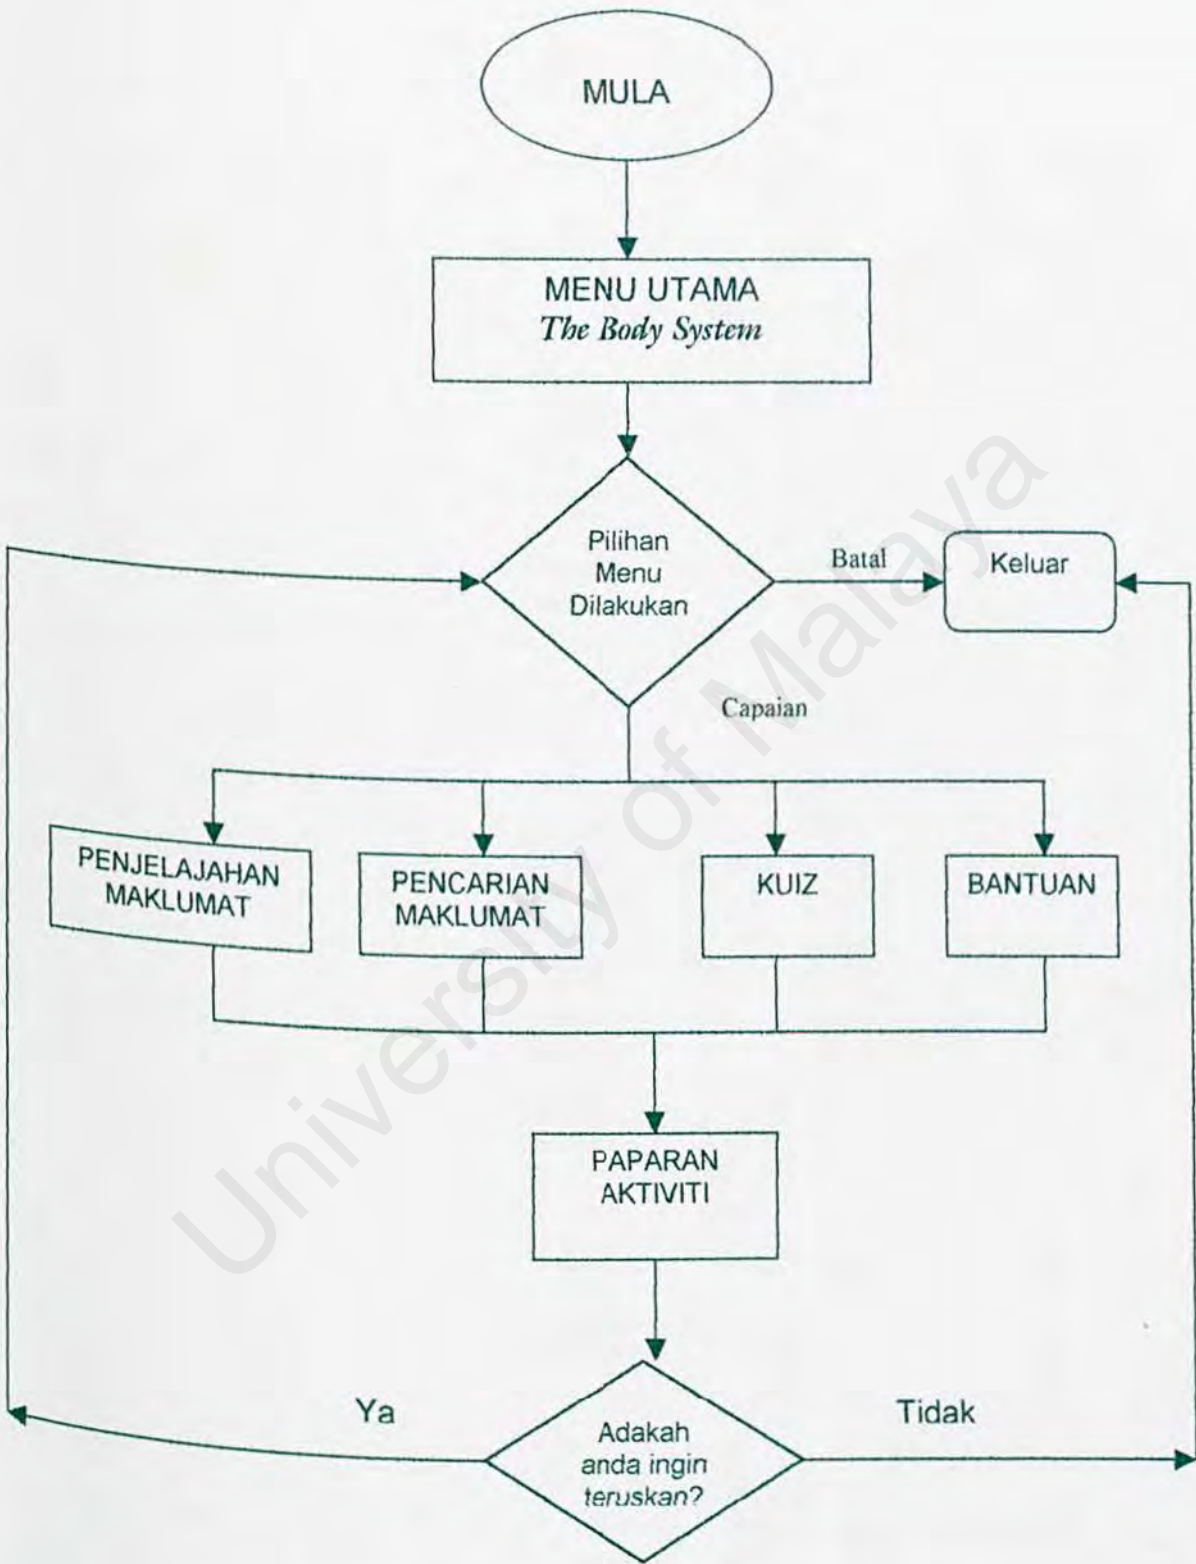 MULA
MENU UTAMA
The Body System
Pilihan
Menu
Dilakukan
Batal
Keluar
Capaian
PENJELAJAHAN
MAKLUMAT
PENCARIAN
MAKLUMAT
KUIZ
BANTUAN
PAPARAN
AKTIVITI
Ya
Tidak
Adakah
anda ingin
teruskan?
University of Malaya